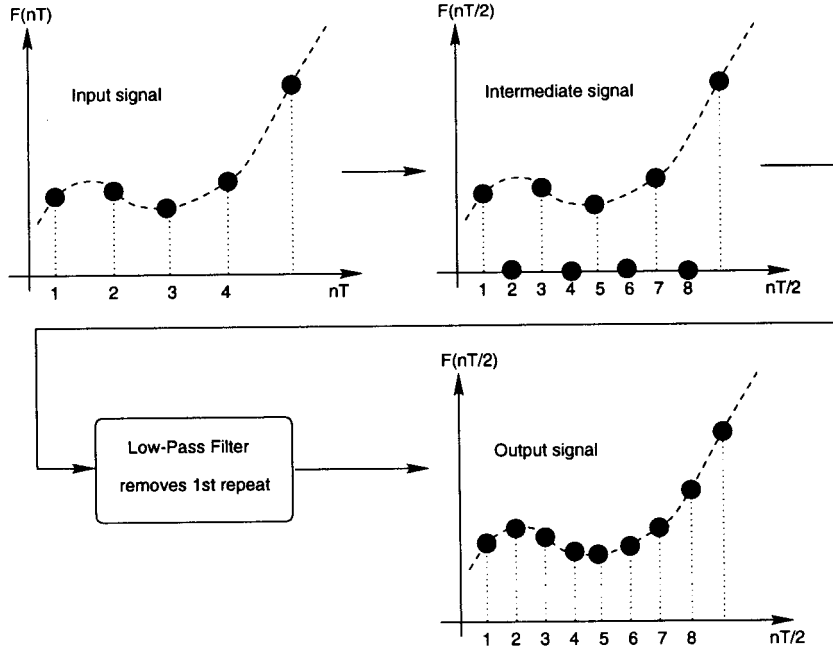 F(nT)
Input signal
1 2 3 4 nT
F(nT/2)
Intermediate signal
1 2 3 4 5 6 7 8 nT/2
Low-Pass Filter
removes 1st repeat
F(nT/2)
Output signal
1 2 3 4 5 6 7 8 nT/2